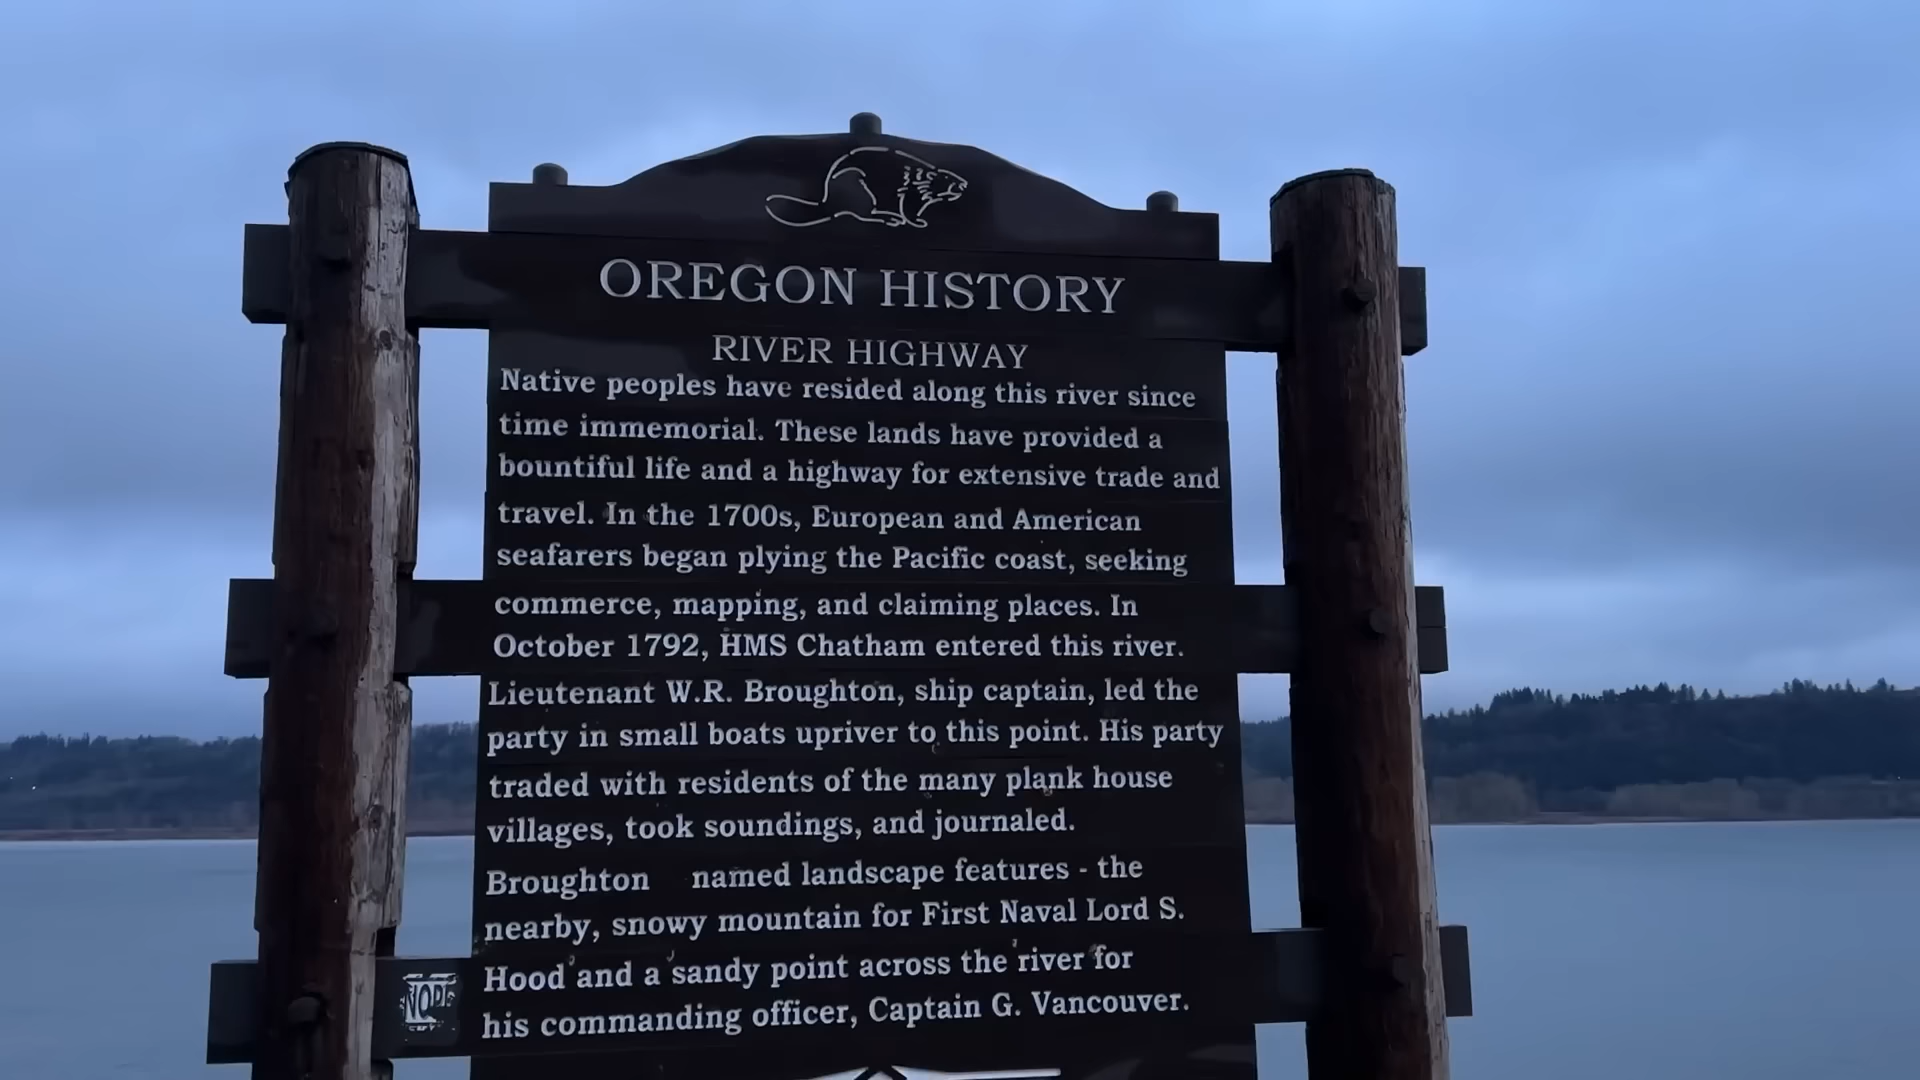 OREGON HISTORY
RIVER HIGHWAY
Native peoples have resided along this river since
time immemorial. These lands have provided a
bountiful life and a highway for extensive trade and
travel. In the 1700s, European and American
seafarers began plying the Pacific coast, seeking
commerce, mapping, and claiming places. In
October 1792, HMS Chatham entered this river.
Lieutenant W.R. Broughton, ship captain, led the
party in small boats upriver to this point. His party
traded with residents of the many plank house
villages, took soundings, and journaled.
Broughton named landscape features - the
nearby, snowy mountain for First Naval Lord S.
Hood and a sandy point across the river for
his commanding officer, Captain G. Vancouver.
NOPE